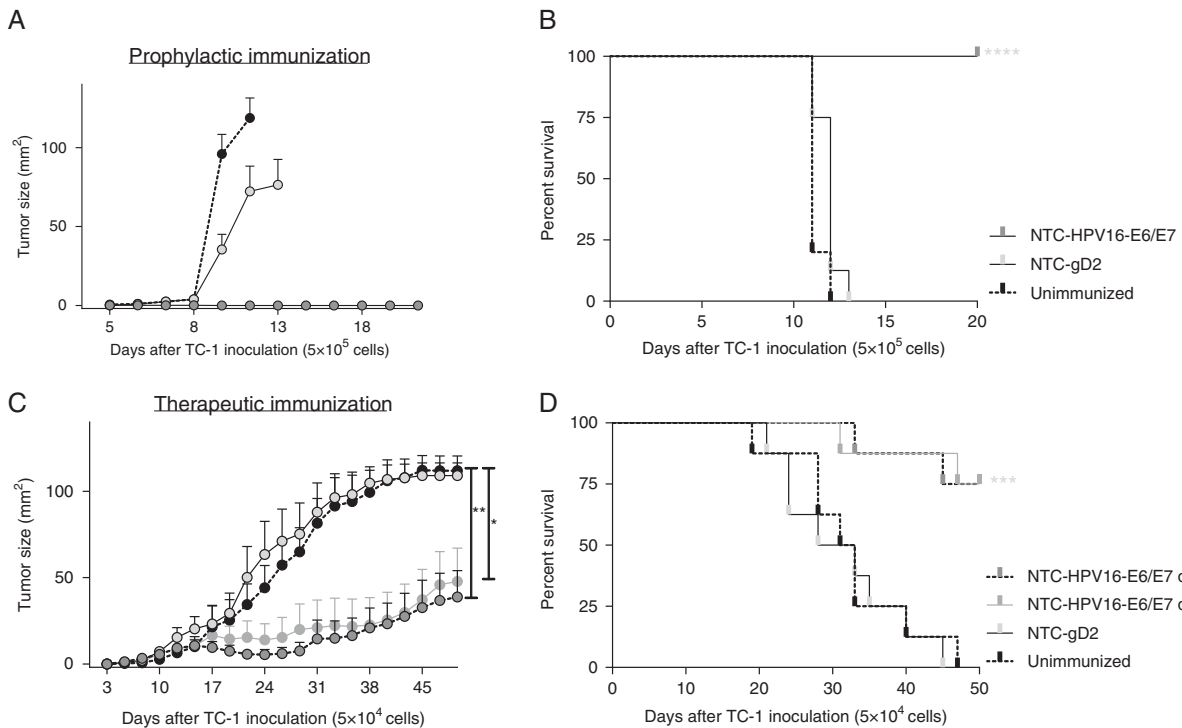 A
Prophylactic immunization
Tumor size (mm²)
100
50
0
5
8
13
18
Days after TC-1 inoculation (5×10⁵ cells)
B
Percent survival
100
75
50
25
0
0
5
10
15
20
****
NTC-HPV16-E6/E7
NTC-gD2
Unimmunized
Days after TC-1 inoculation (5×10⁵ cells)
C
Therapeutic immunization
Tumor size (mm²)
100
50
0
**
*
3
10
17
24
31
38
45
Days after TC-1 inoculation (5×10⁴ cells)
D
Percent survival
100
75
50
25
0
0
10
20
30
40
50
***
NTC-HPV16-E6/E7 d
NTC-HPV16-E6/E7 d
NTC-gD2
Unimmunized
Days after TC-1 inoculation (5×10⁴ cells)